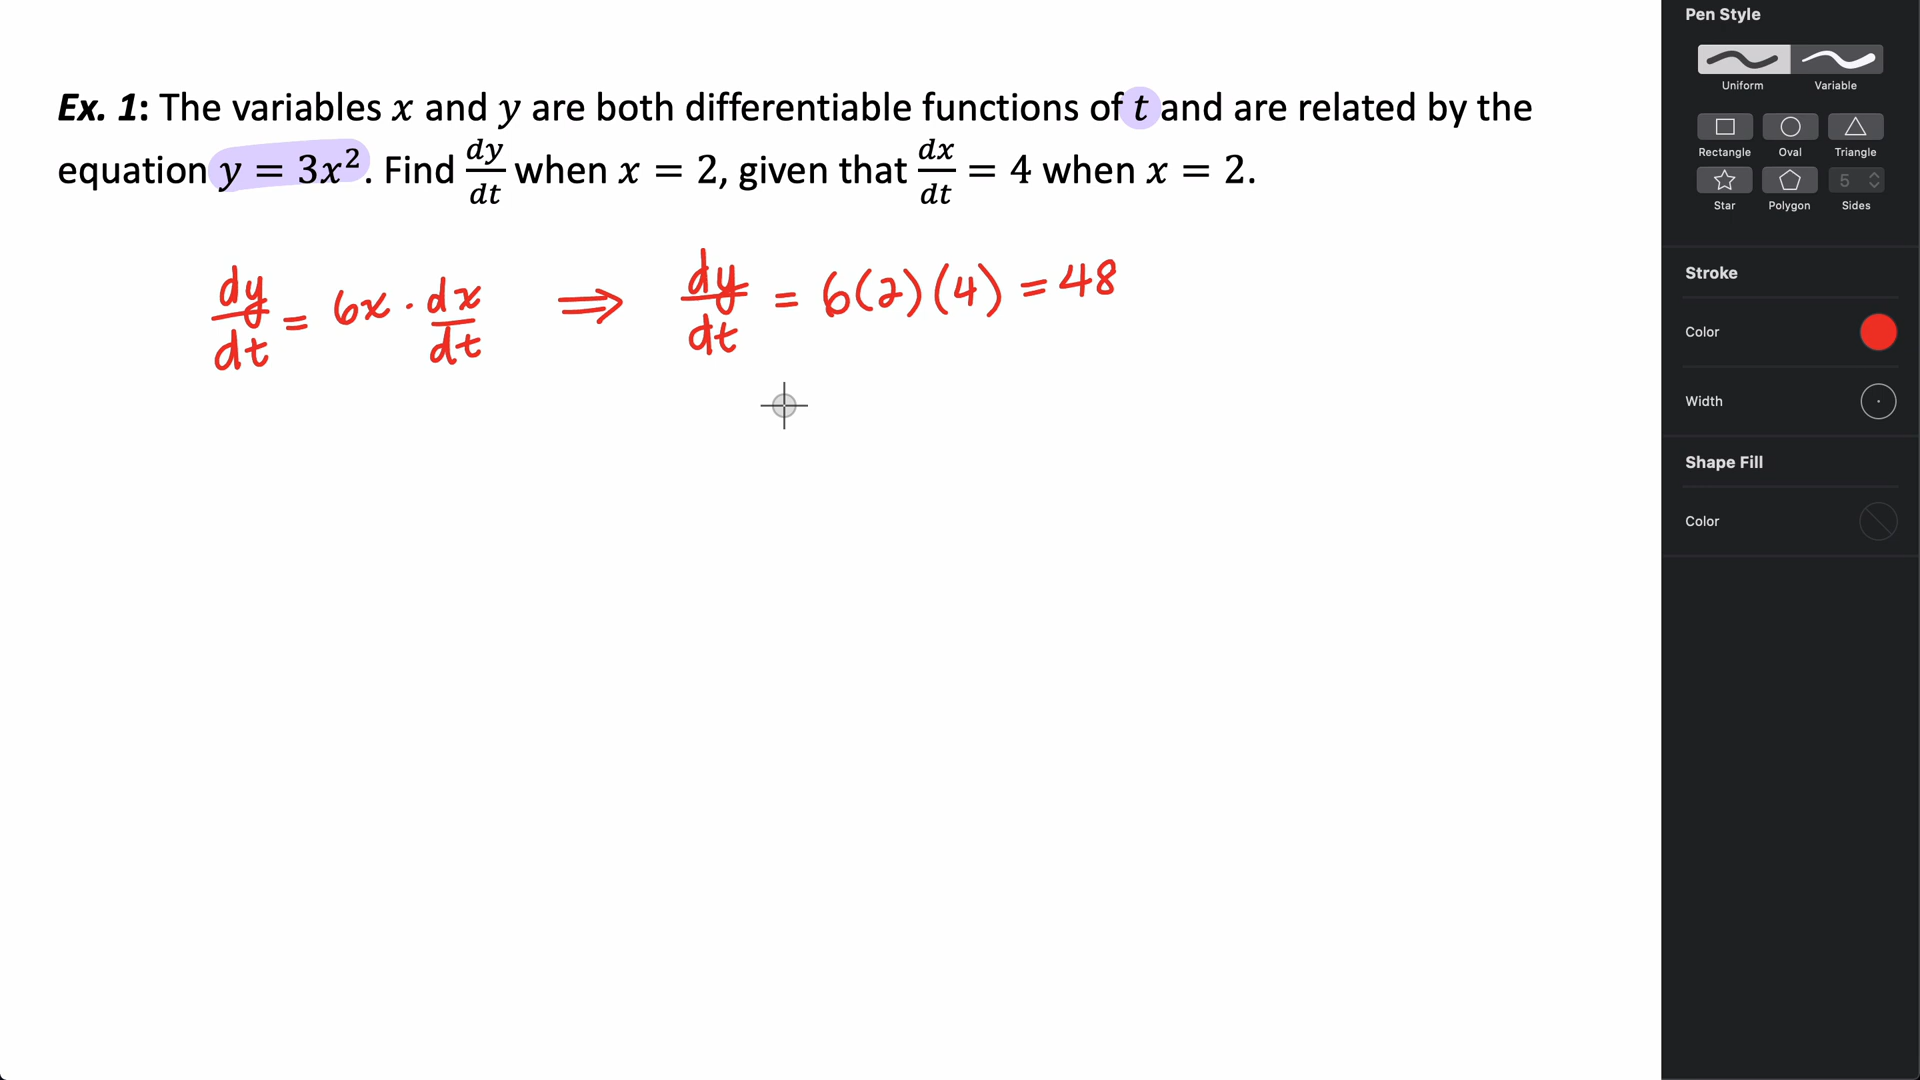 Ex. 1: The variables x and y are both differentiable functions of t and are related by the
equation y = 3x². Find dy/dt when x = 2, given that dx/dt = 4 when x = 2.
dy/dt = 6x · dx/dt ⟹ dy/dt = 6(2)(4) = 48
Pen Style
Uniform Variable
Rectangle Oval Triangle
5
Star Polygon Sides
Stroke
Color
Width
Shape Fill
Color